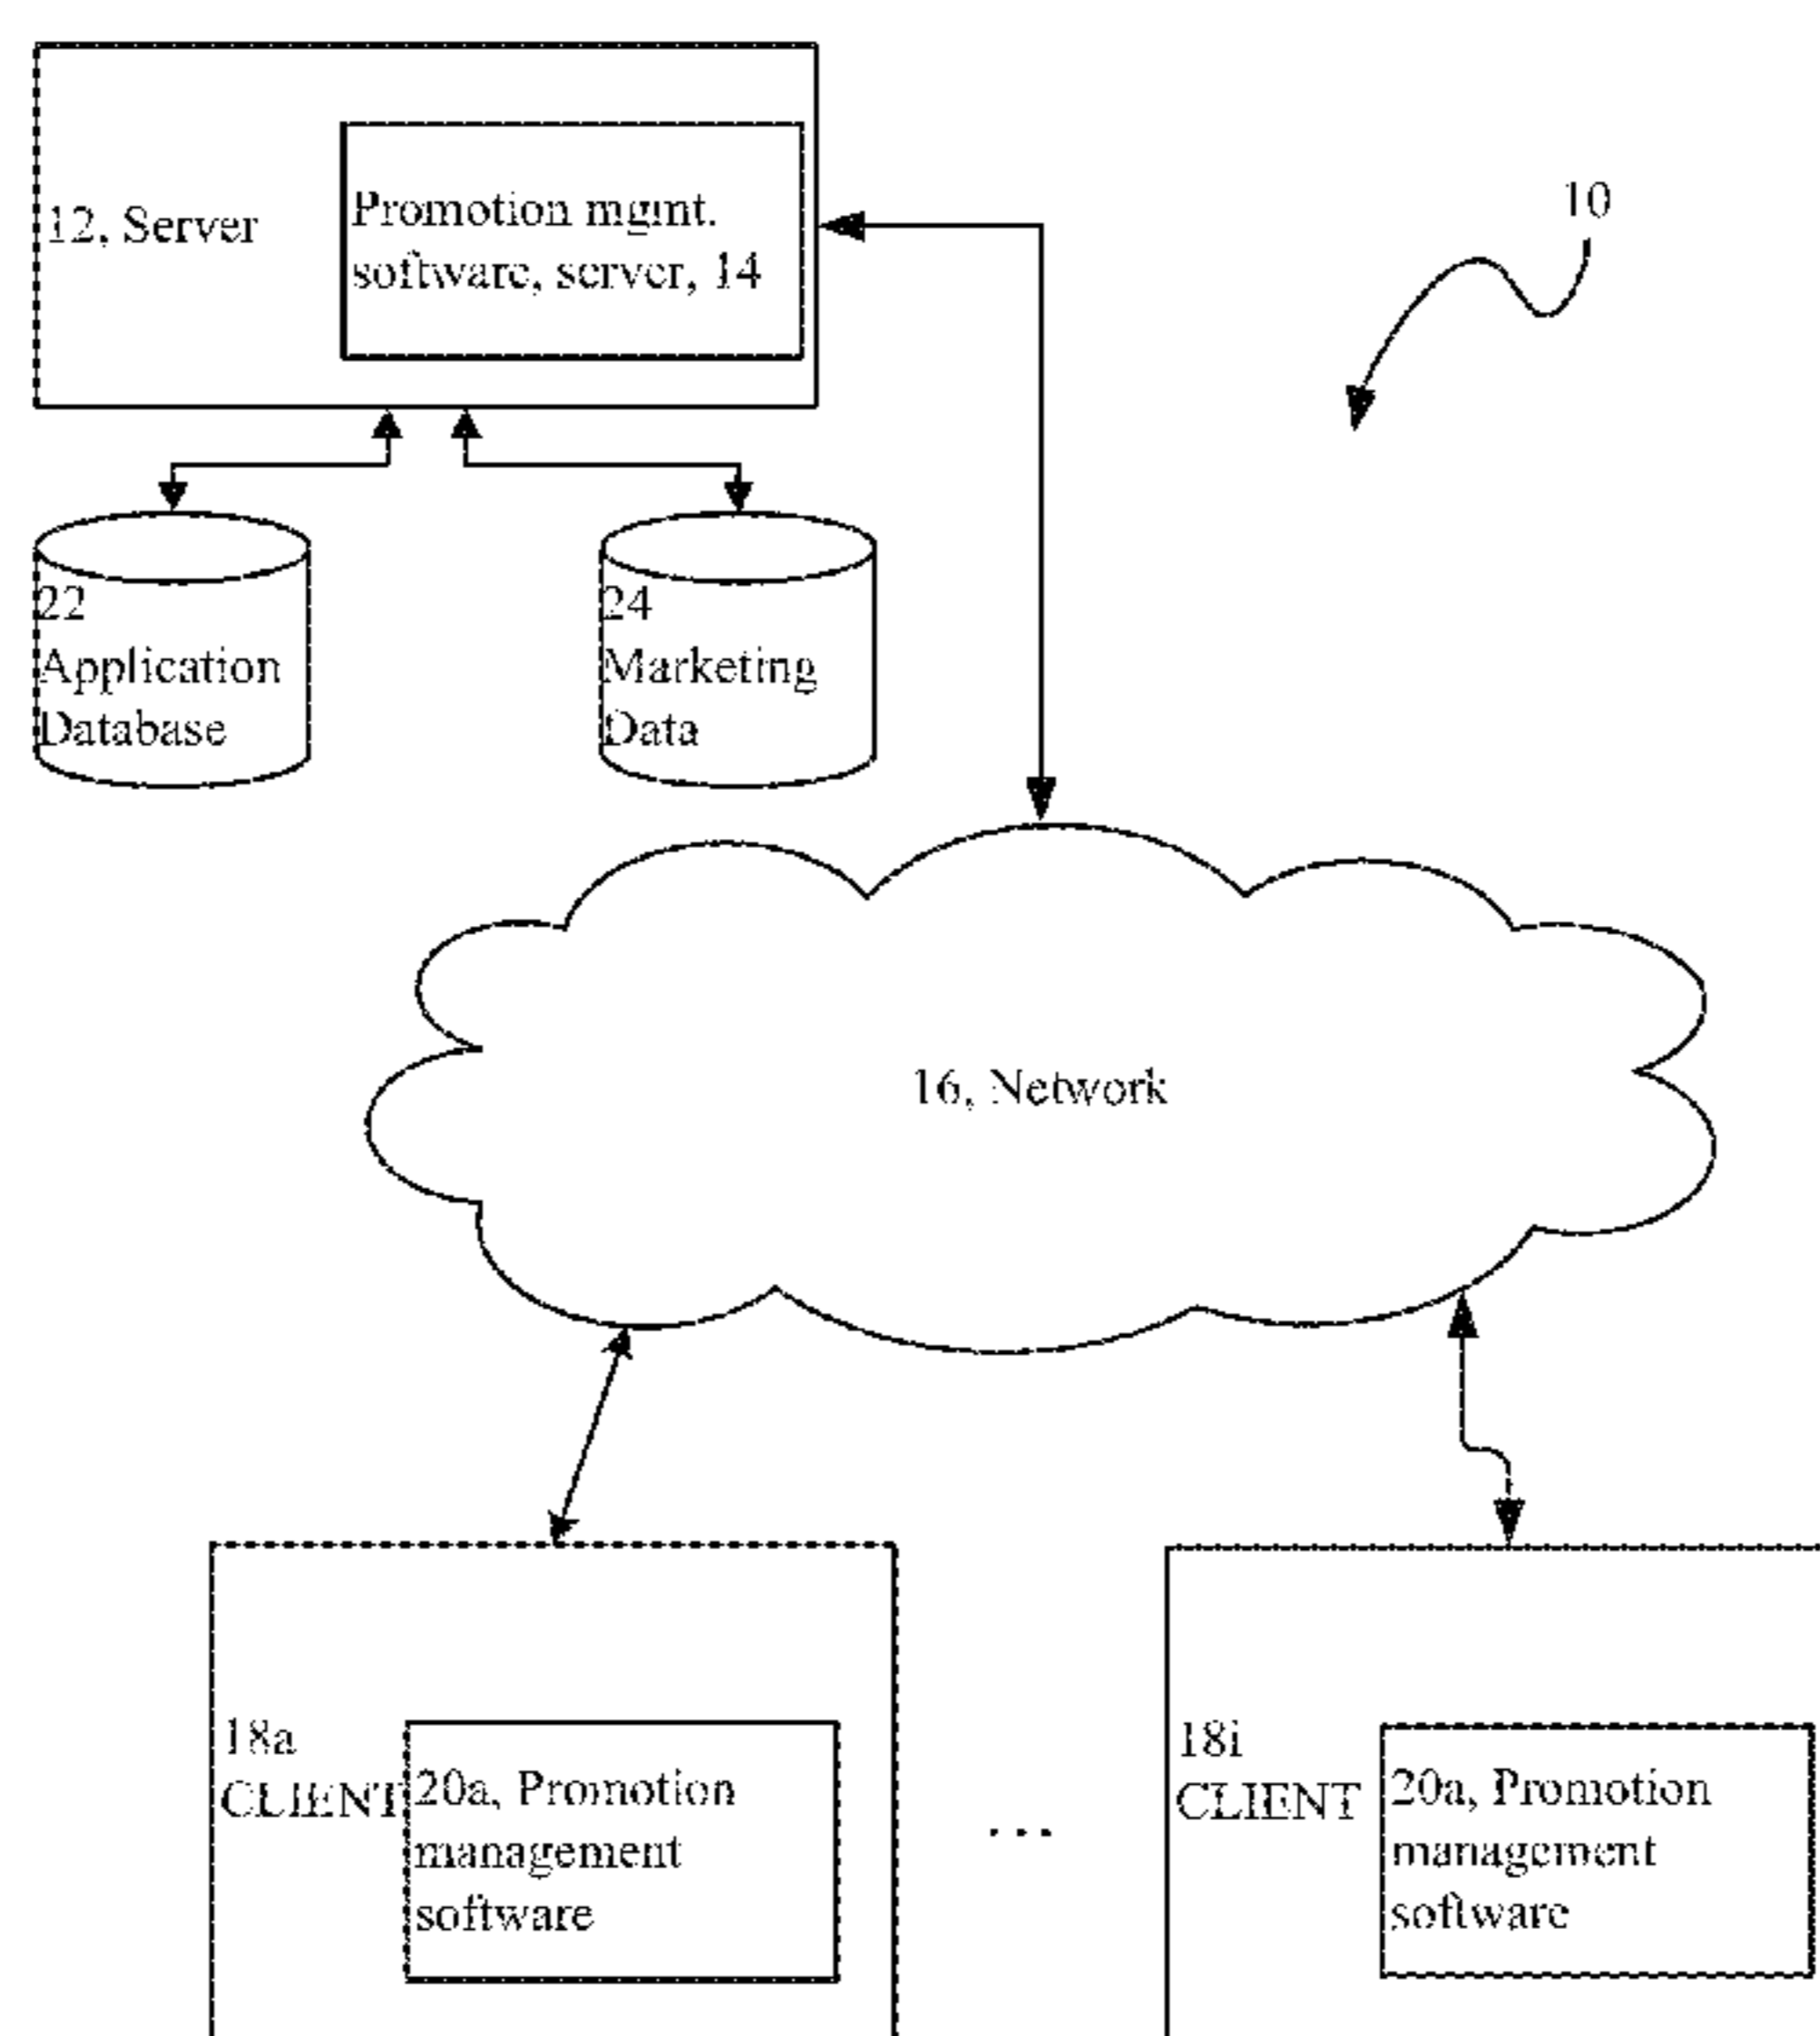 10
12, Server
Promotion mgmt.
software, server, 14
22
Application
Database
24
Marketing
Data
16, Network
18a
CLIENT
20a, Promotion
management
software
...
18i
CLIENT
20a, Promotion
management
software